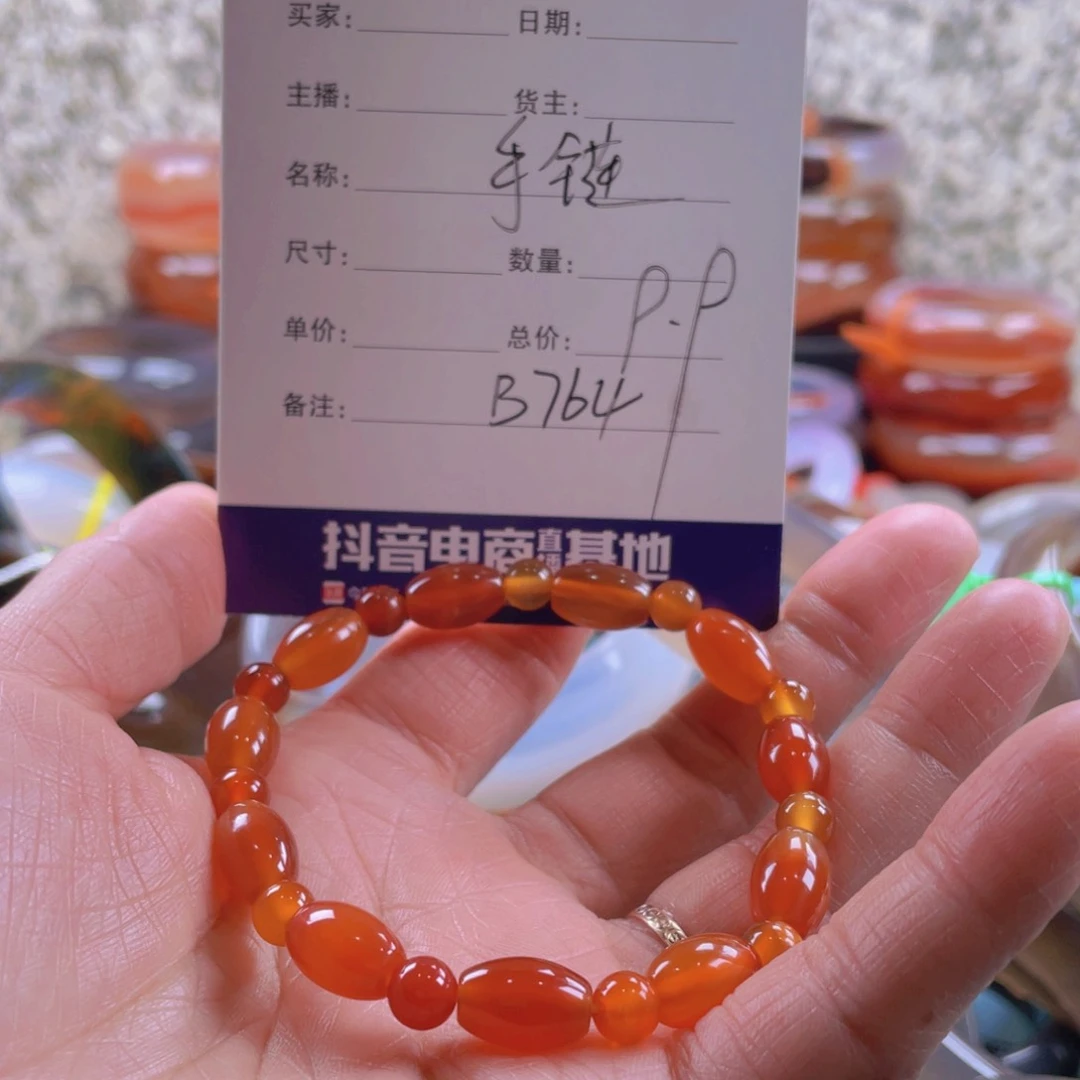 买家: 日期:
主播: 货主:
名称: 手链
尺寸: 数量:
单价: 总价: P.P
备注: B764
抖音电商直播基地